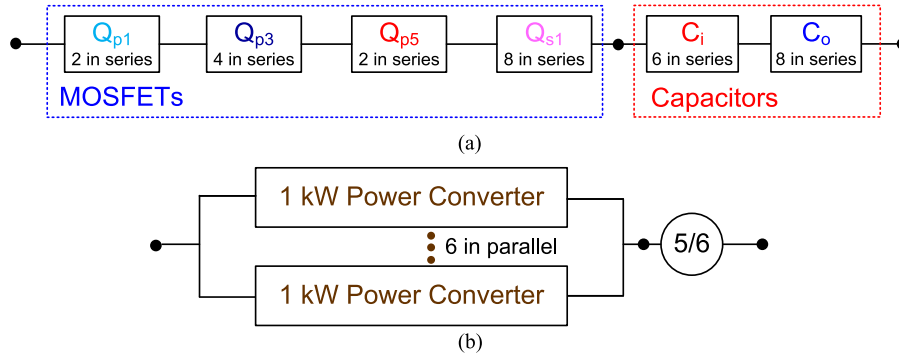 Qp1 Qp3 Qp5 Qs1 Ci Co
2 in series 4 in series 2 in series 8 in series 6 in series 8 in series
MOSFETs Capacitors
(a)
1 kW Power Converter
6 in parallel 5/6
1 kW Power Converter
(b)